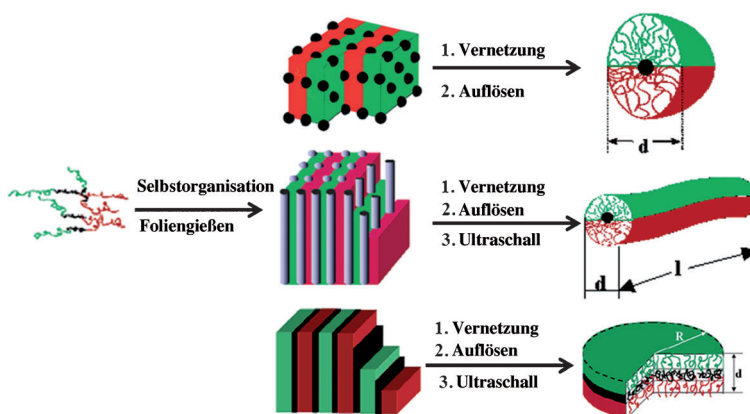 1. Vernetzung
2. Auflösen
d
Selbstorganisation
Foliengießen
1. Vernetzung
2. Auflösen
3. Ultraschall
d
l
1. Vernetzung
2. Auflösen
3. Ultraschall
R
d